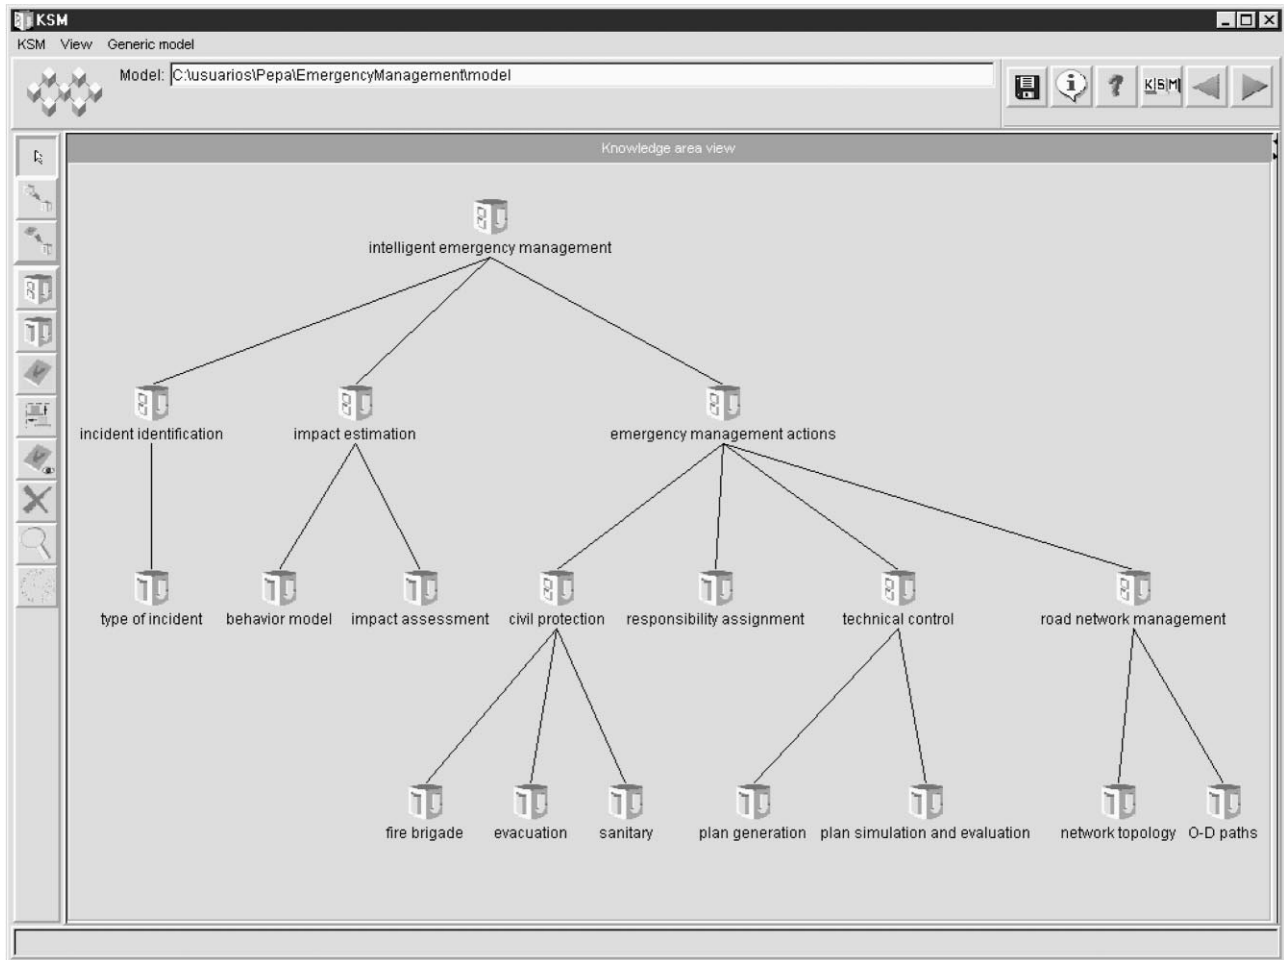 KSM
KSM View Generic model
Model: C:\usuarios\Pepa\EmergencyManagement\model
K|S|M|
Knowledge area view
intelligent emergency management
incident identification
impact estimation
emergency management actions
type of incident
behavior model
impact assessment
civil protection
responsibility assignment
technical control
road network management
fire brigade
evacuation
sanitary
plan generation
plan simulation and evaluation
network topology
O-D paths